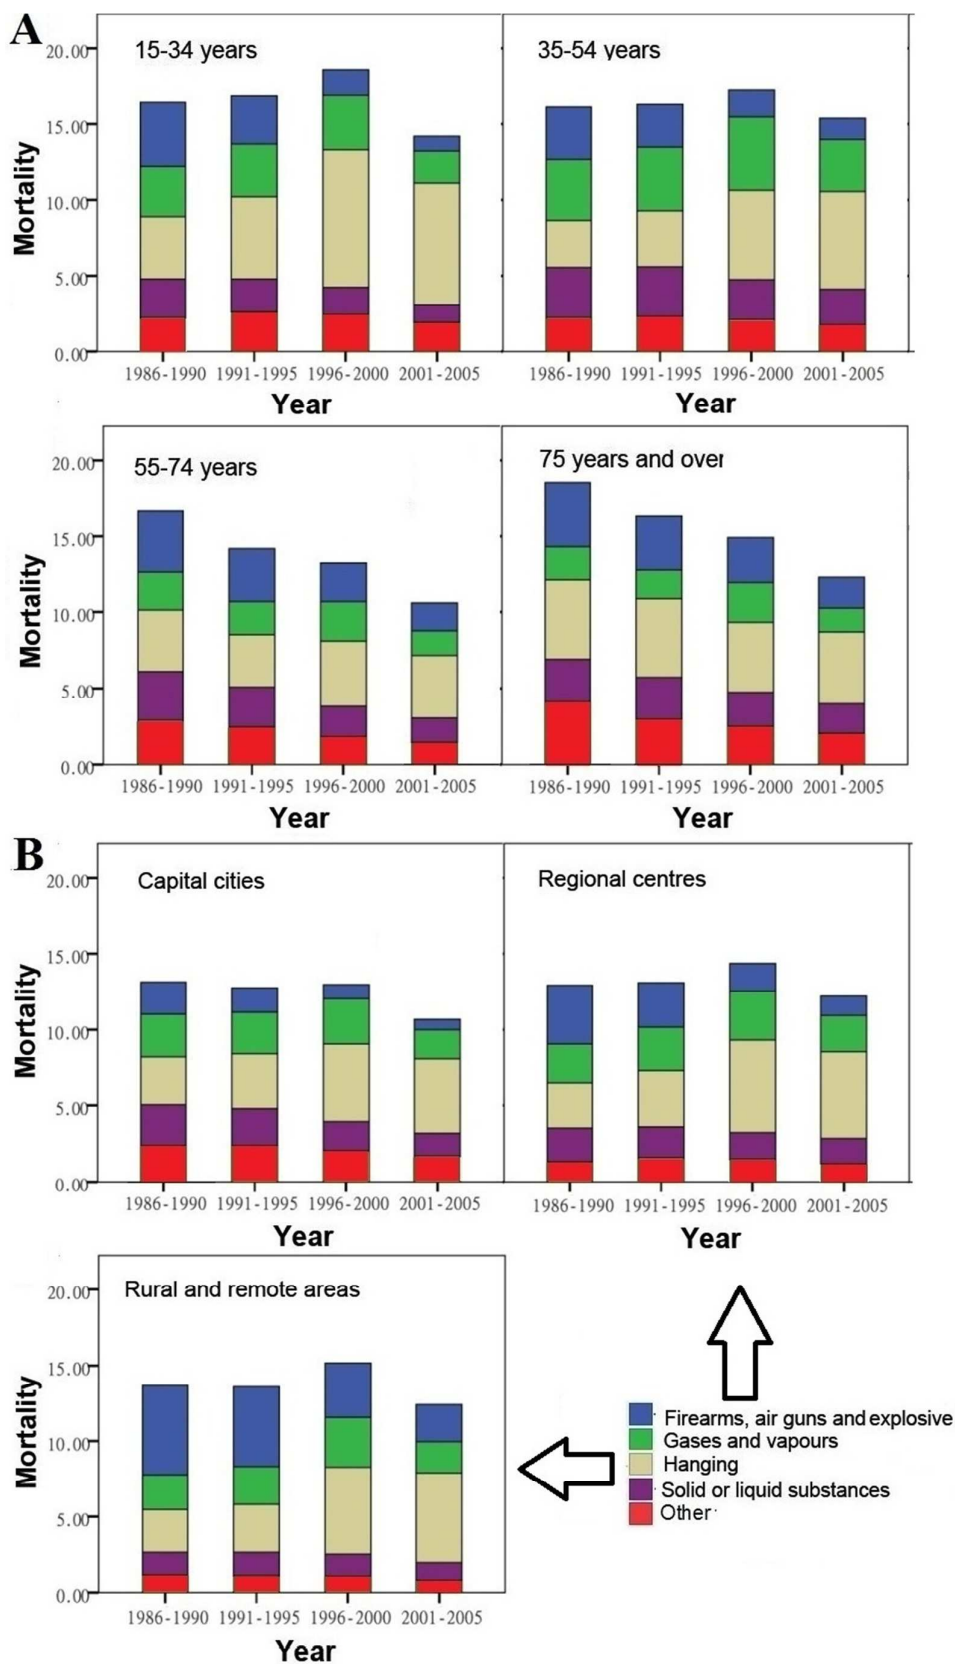 A
15-34 years
35-54 years
Mortality
20.00
15.00
10.00
5.00
0.00
1986-1990 1991-1995 1996-2000 2001-2005
1986-1990 1991-1995 1996-2000 2001-2005
Year
Year
55-74 years
75 years and over
Mortality
20.00
15.00
10.00
5.00
0.00
1986-1990 1991-1995 1996-2000 2001-2005
1986-1990 1991-1995 1996-2000 2001-2005
Year
Year
B
Capital cities
Regional centres
Mortality
20.00
15.00
10.00
5.00
0.00
1986-1990 1991-1995 1996-2000 2001-2005
1986-1990 1991-1995 1996-2000 2001-2005
Year
Year
Rural and remote areas
Mortality
20.00
15.00
10.00
5.00
0.00
1986-1990 1991-1995 1996-2000 2001-2005
Year
Firearms, air guns and explosive
Gases and vapours
Hanging
Solid or liquid substances
Other